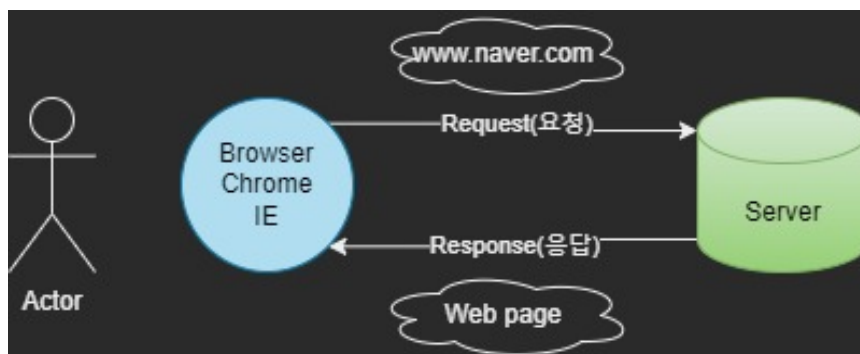 www.naver.com
Request(요청)
Browser
Chrome
IE
Server
Response(응답)
Actor
Web page